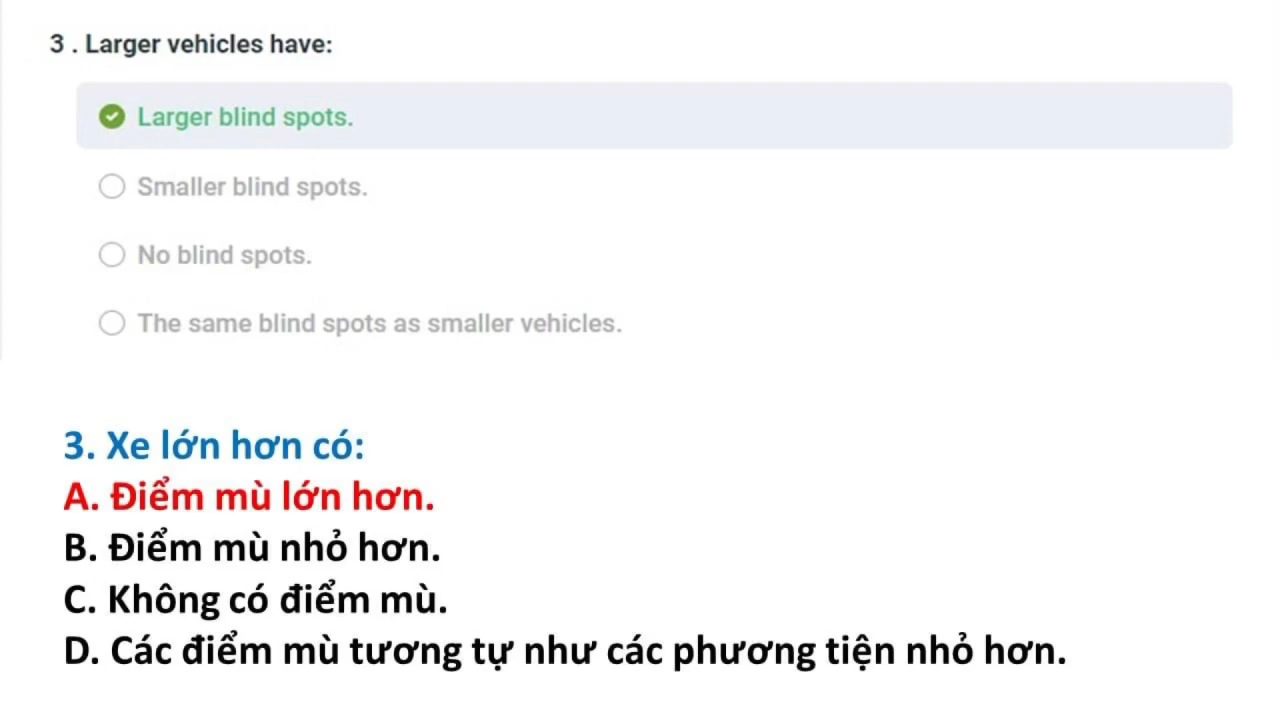 3 . Larger vehicles have:
Larger blind spots.
Smaller blind spots.
No blind spots.
The same blind spots as smaller vehicles.
3. Xe lớn hơn có:
A. Điểm mù lớn hơn.
B. Điểm mù nhỏ hơn.
C. Không có điểm mù.
D. Các điểm mù tương tự như các phương tiện nhỏ hơn.